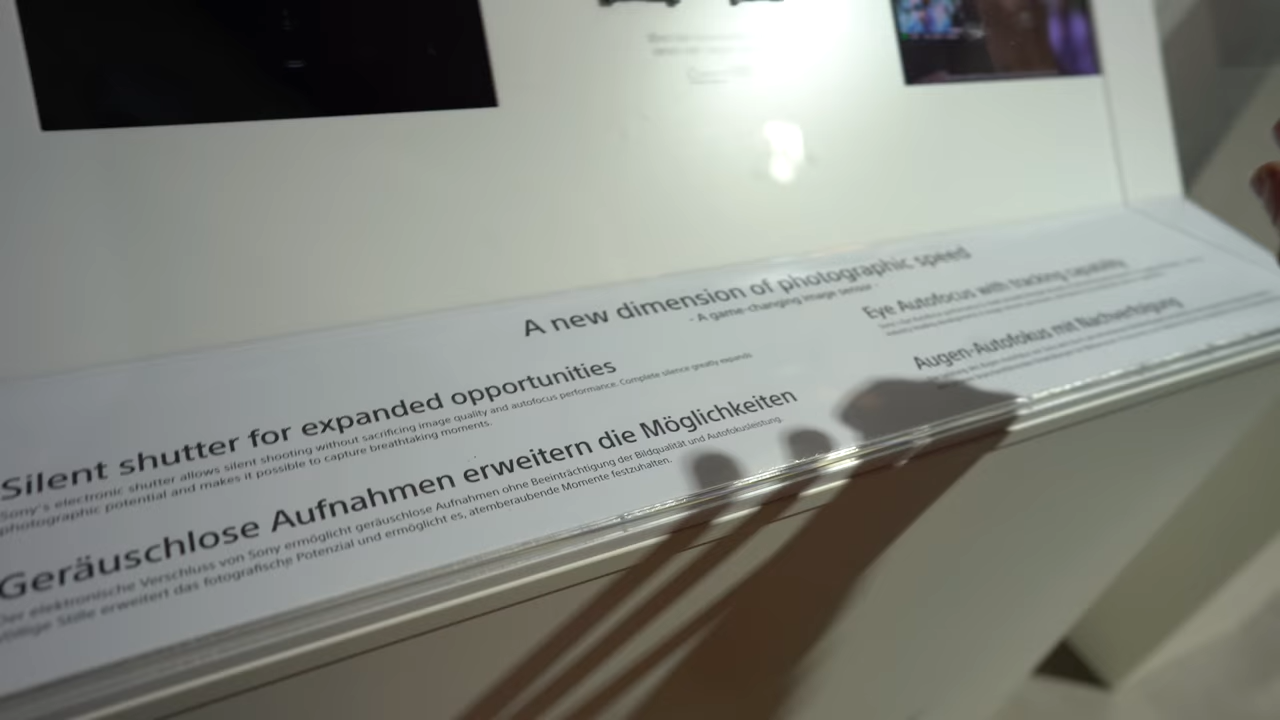 A new dimension of photographic speed
- A game-changing image sensor -
Silent shutter for expanded opportunities
Sony's electronic shutter allows silent shooting without sacrificing image quality and autofocus performance. Complete silence greatly expands
photographic potential and makes it possible to capture breathtaking moments.
Geräuschlose Aufnahmen erweitern die Möglichkeiten
Der elektronische Verschluss von Sony ermöglicht geräuschlose Aufnahmen ohne Beeinträchtigung der Bildqualität und Autofokusleistung.
Völlige Stille erweitert das fotografische Potenzial und ermöglicht es, atemberaubende Momente festzuhalten.
Eye Autofocus with tracking capability
Augen-Autofokus mit Nachverfolgung